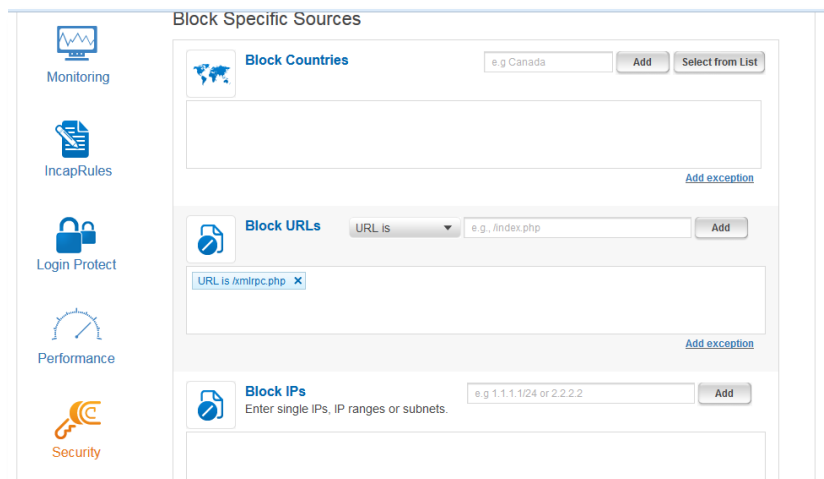 Block Specific Sources
Monitoring
IncapRules
Login Protect
Performance
Security
Block Countries
e.g Canada
Add
Select from List
Add exception
Block URLs
URL is
e.g., /index.php
Add
URL is /xmlrpc.php ✕
Add exception
Block IPs
Enter single IPs, IP ranges or subnets.
e.g 1.1.1.1/24 or 2.2.2.2
Add